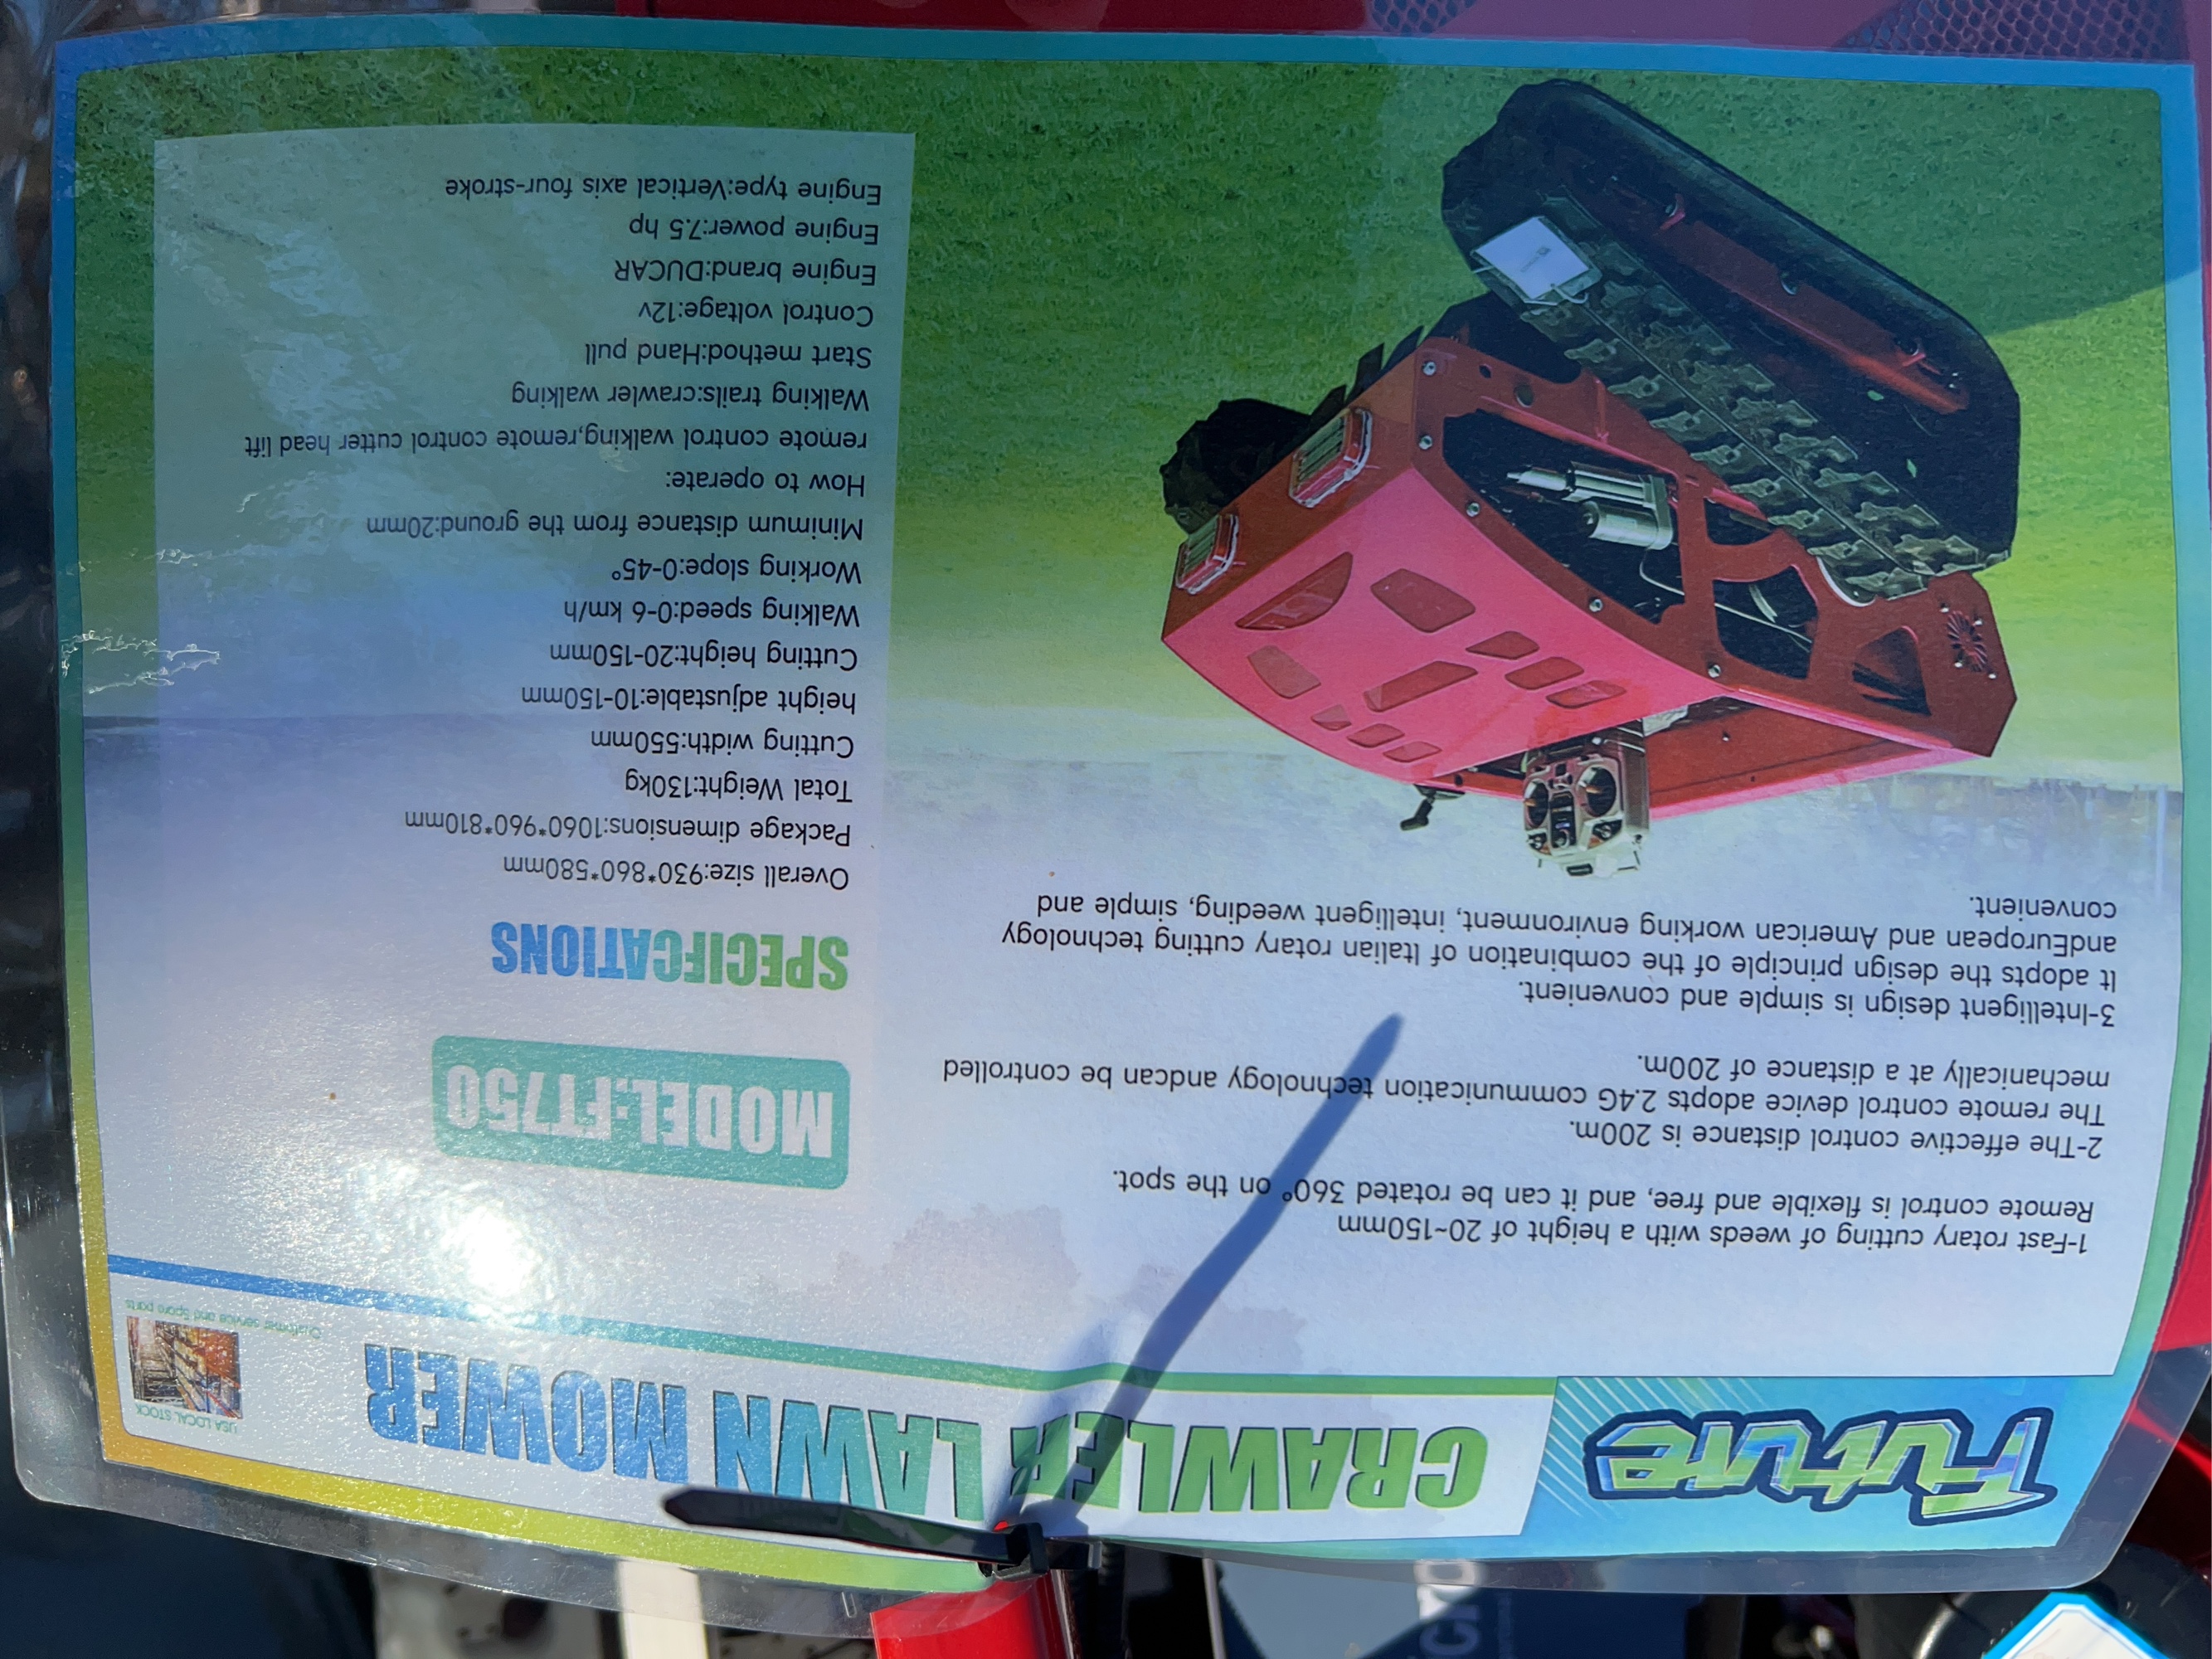 Future
CRAWLER LAWN MOWER
USA LOCAL STOCK
Customer service and Spare parts
1-Fast rotary cutting of weeds with a height of 20~150mm
Remote control is flexible and free, and it can be rotated 360° on the spot.
2-The effective control distance is 200m.
The remote control device adopts 2.4G communication technology andcan be controlled
mechanically at a distance of 200m.
3-Intelligent design is simple and convenient.
It adopts the design principle of the combination of Italian rotary cutting technology
andEuropean and American working environment, intelligent weeding, simple and
convenient.
MODEL:FT750
SPECIFCATIONS
Overall size:930*860*580mm
Package dimensions:1060*960*810mm
Total Weight:130kg
Cutting width:550mm
height adjustable:10-150mm
Cutting height:20-150mm
Walking speed:0-6 km/h
Working slope:0-45°
Minimum distance from the ground:20mm
How to operate:
remote control walking,remote control cutter head lift
Walking trails:crawler walking
Start method:Hand pull
Control voltage:12v
Engine brand:DUCAR
Engine power:7.5 hp
Engine type:Vertical axis four-stroke